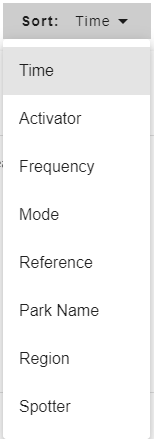 Sort: Time
Time
Activator
Frequency
Mode
Reference
Park Name
Region
Spotter